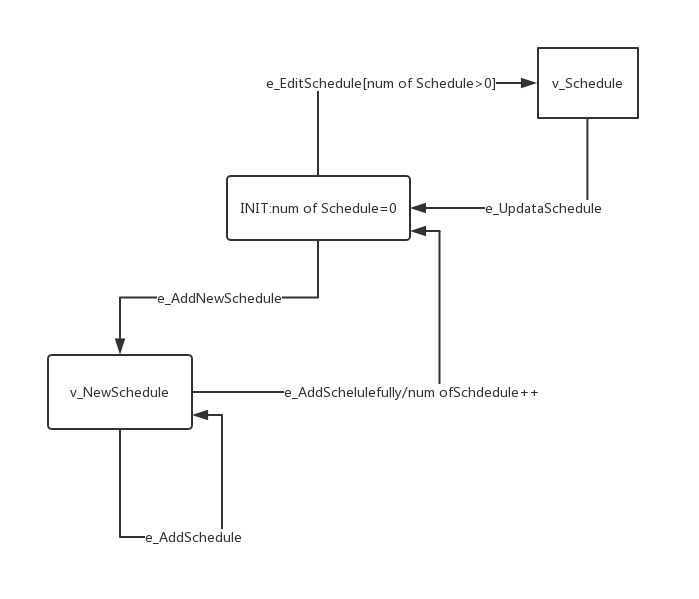 e_EditSchedule[num of Schedule>0]
v_Schedule
INIT:num of Schedule=0
e_UpdataSchedule
e_AddNewSchedule
v_NewSchedule
e_AddSchelulefully/num ofSchdedule++
e_AddSchedule